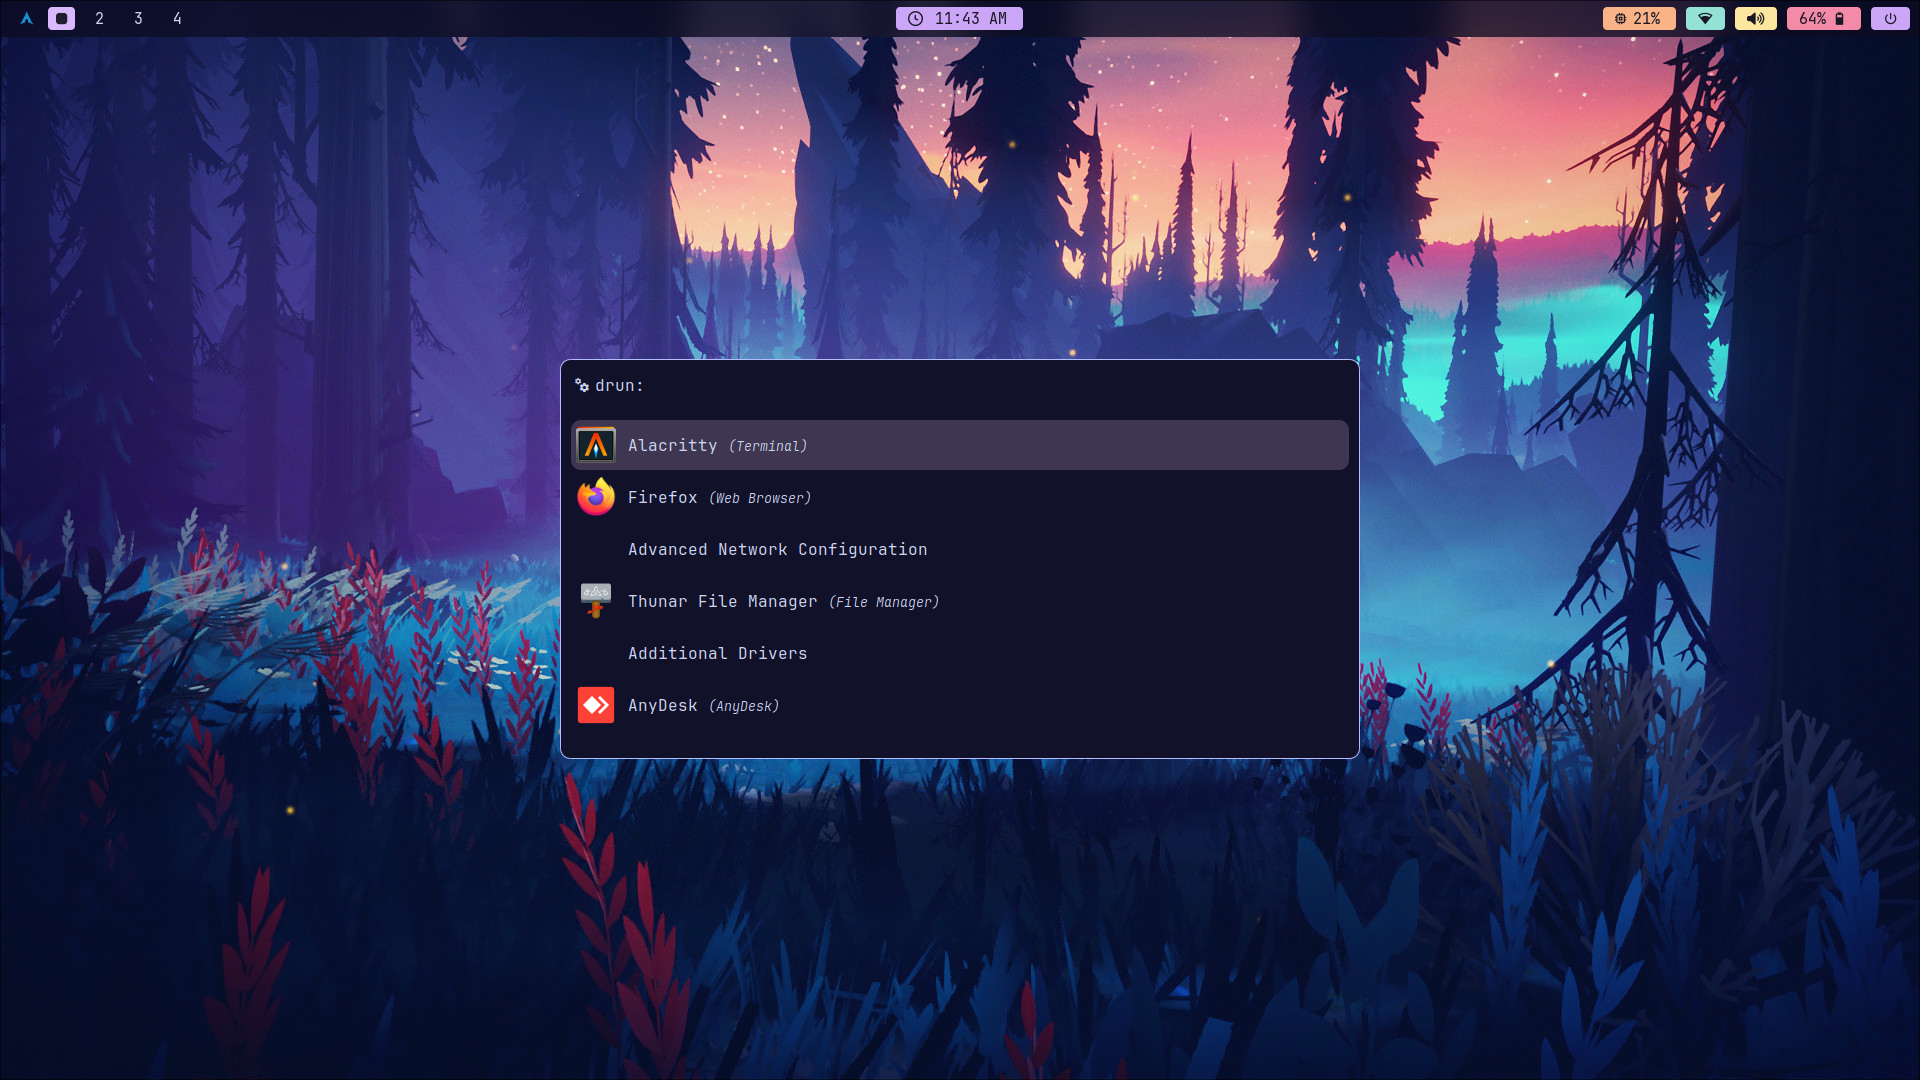 2 3 4 11:43 AM 21% 64%
drun:
Alacritty (Terminal)
Firefox (Web Browser)
Advanced Network Configuration
Thunar File Manager (File Manager)
Additional Drivers
AnyDesk (AnyDesk)